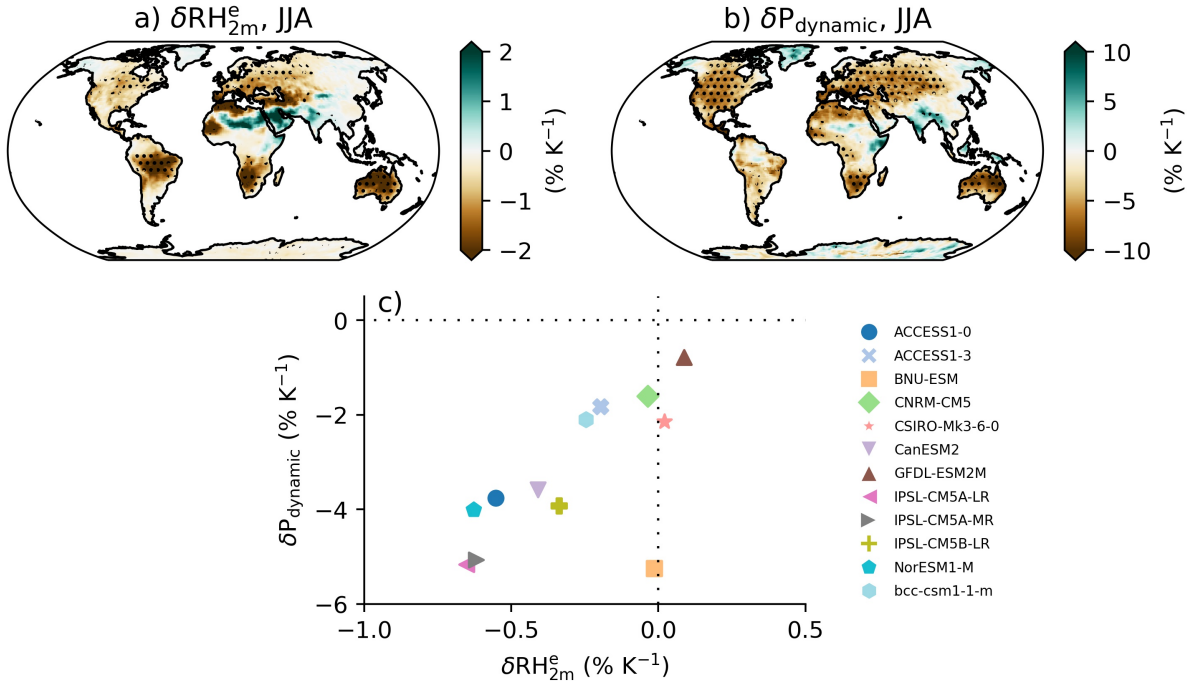 a) δRH^e_2m, JJA
b) δP_dynamic, JJA
2
1
0
−1
−2
(% K⁻¹)
10
5
0
−5
−10
(% K⁻¹)
c)
0
−2
−4
−6
δP_dynamic (% K⁻¹)
−1.0
−0.5
0.0
0.5
δRH^e_2m (% K⁻¹)
ACCESS1-0
ACCESS1-3
BNU-ESM
CNRM-CM5
CSIRO-Mk3-6-0
CanESM2
GFDL-ESM2M
IPSL-CM5A-LR
IPSL-CM5A-MR
IPSL-CM5B-LR
NorESM1-M
bcc-csm1-1-m